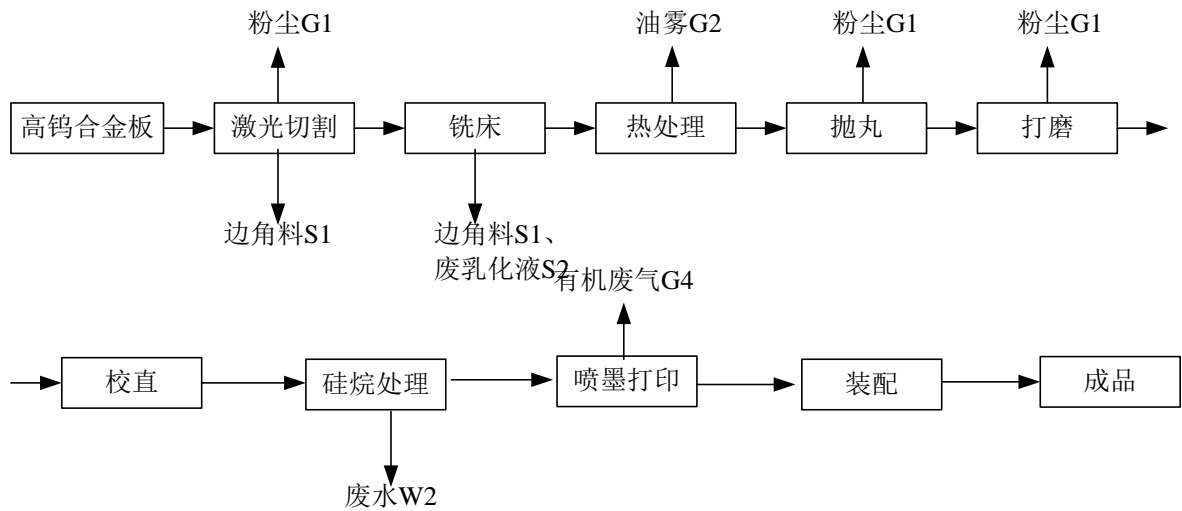 粉尘G1
油雾G2
粉尘G1
粉尘G1
高钨合金板
激光切割
铣床
热处理
抛丸
打磨
边角料S1
边角料S1、
废乳化液S2
有机废气G4
校直
硅烷处理
喷墨打印
装配
成品
废水W2